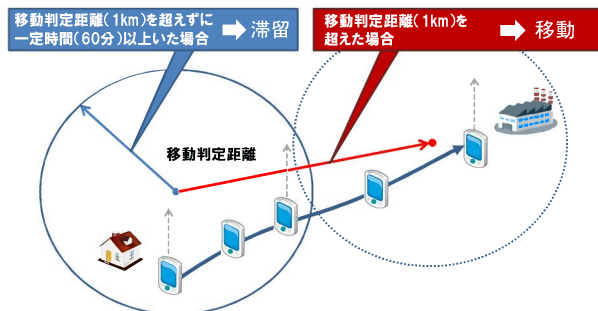 移動判定距離(1km)を超えずに
一定時間(60分)以上いた場合
滞留
移動判定距離(1km)を
超えた場合
移動
移動判定距離